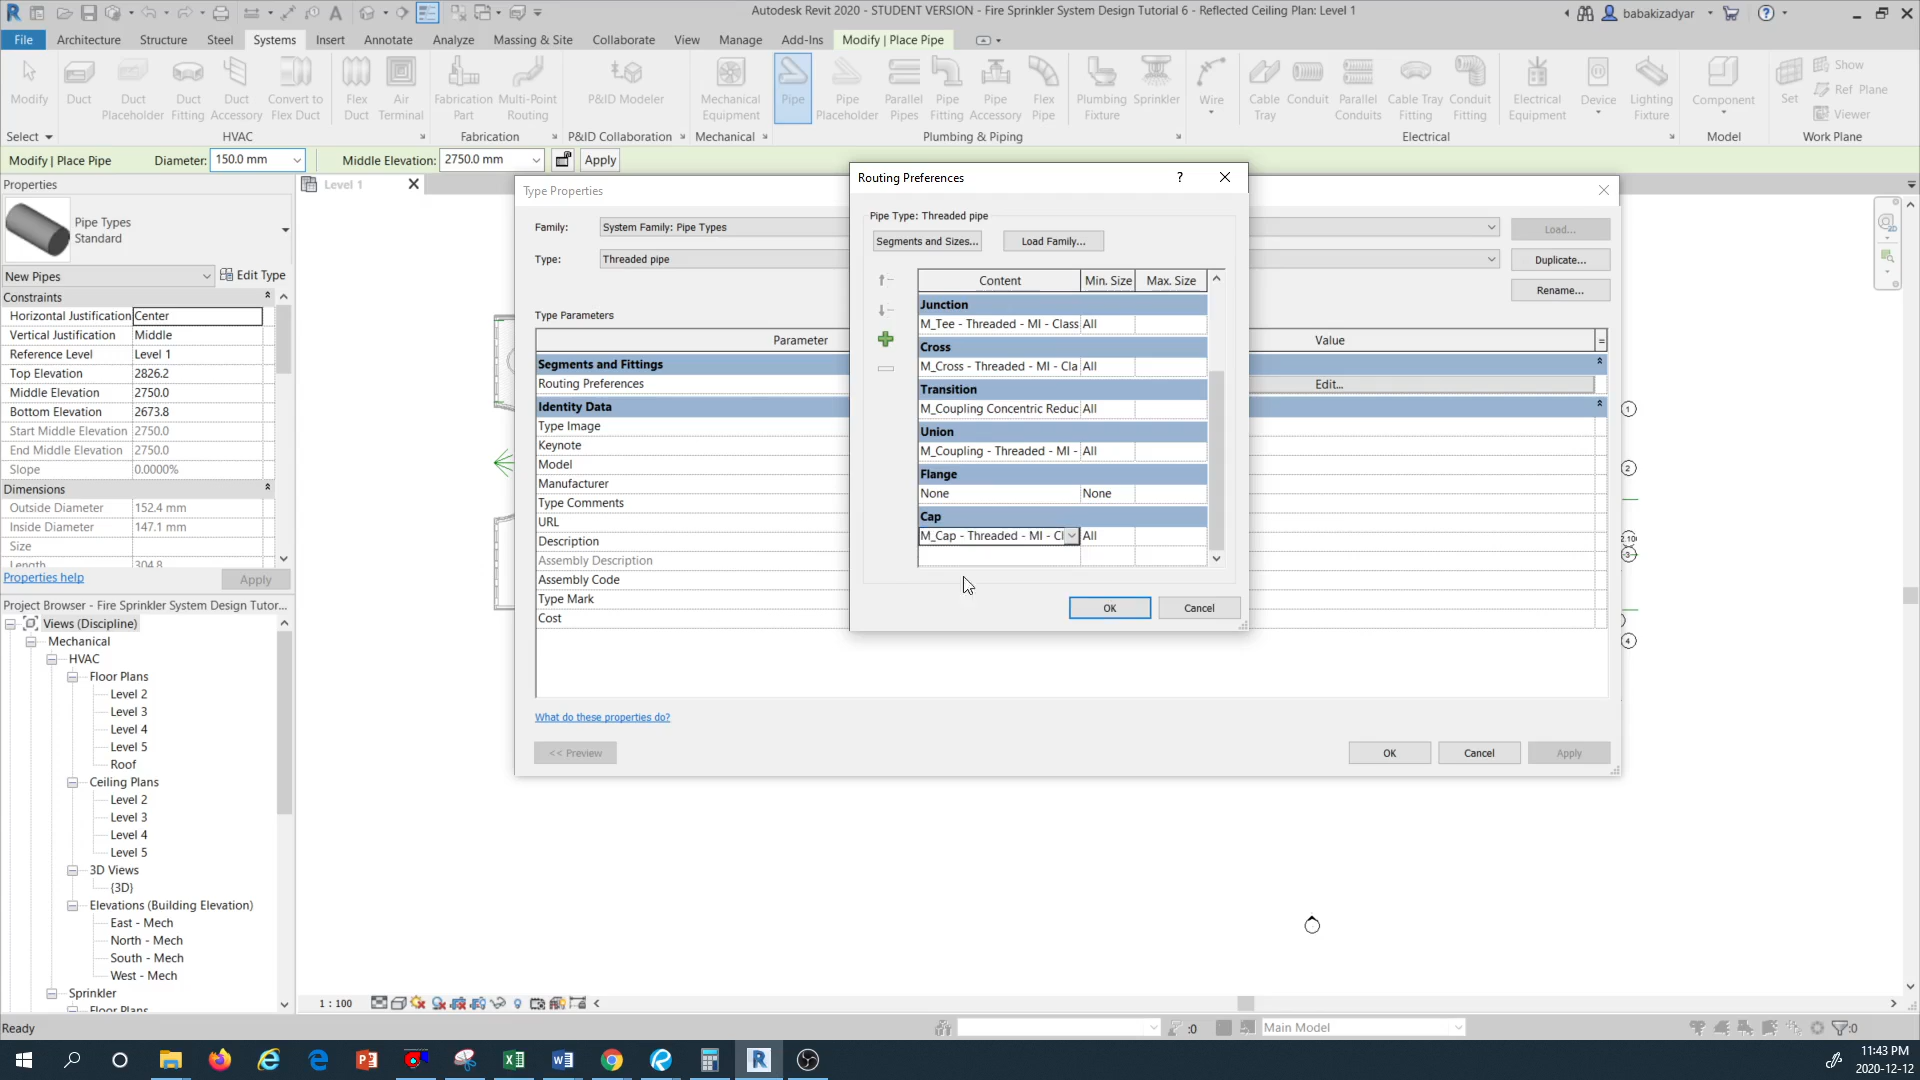 Autodesk Revit 2020 - STUDENT VERSION - Fire Sprinkler System Design Tutorial 6 - Reflected Ceiling Plan: Level 1
babakizadyar
File Architecture Structure Steel Systems Insert Annotate Analyze Massing & Site Collaborate View Manage Add-Ins Modify | Place Pipe
Modify Duct Duct Placeholder Duct Fitting Duct Accessory Convert to Flex Duct Flex Duct Air Terminal Fabrication Part Multi-Point Routing P&ID Modeler Mechanical Equipment Pipe Pipe Placeholder Parallel Pipes Pipe Fitting Pipe Accessory Flex Pipe Plumbing Fixture Sprinkler Wire Cable Tray Conduit Parallel Conduits Cable Tray Fitting Conduit Fitting Electrical Equipment Device Lighting Fixture Component Set Show Ref Plane Viewer
Select HVAC Fabrication P&ID Collaboration Mechanical Plumbing & Piping Electrical Model Work Plane
Modify | Place Pipe Diameter: 150.0 mm Middle Elevation: 2750.0 mm Apply
Properties
Pipe Types
Standard
New Pipes Edit Type
Constraints
Horizontal Justification Center
Vertical Justification Middle
Reference Level Level 1
Top Elevation 2826.2
Middle Elevation 2750.0
Bottom Elevation 2673.8
Start Middle Elevation 2750.0
End Middle Elevation 2750.0
Slope 0.0000%
Dimensions
Outside Diameter 152.4 mm
Inside Diameter 147.1 mm
Size
Length 304.8
Properties help Apply
Project Browser - Fire Sprinkler System Design Tutor...
Views (Discipline)
Mechanical
HVAC
Floor Plans
Level 2
Level 3
Level 4
Level 5
Roof
Ceiling Plans
Level 2
Level 3
Level 4
Level 5
3D Views
{3D}
Elevations (Building Elevation)
East - Mech
North - Mech
South - Mech
West - Mech
Sprinkler
Floor Plans
Level 1
Type Properties
Family: System Family: Pipe Types Load...
Type: Threaded pipe Duplicate...
Rename...
Type Parameters
Parameter Value =
Segments and Fittings
Routing Preferences Edit...
Identity Data
Type Image
Keynote
Model
Manufacturer
Type Comments
URL
Description
Assembly Description
Assembly Code
Type Mark
Cost
What do these properties do?
<< Preview OK Cancel Apply
Routing Preferences ?
Pipe Type: Threaded pipe
Segments and Sizes... Load Family...
Content Min. Size Max. Size
Junction
M_Tee - Threaded - MI - Class All
Cross
M_Cross - Threaded - MI - Cla All
Transition
M_Coupling Concentric Reduc All
Union
M_Coupling - Threaded - MI - All
Flange
None None
Cap
M_Cap - Threaded - MI - Cl All
OK Cancel
1
2
4
1 : 100
Ready :0 Main Model :0
11:43 PM
2020-12-12